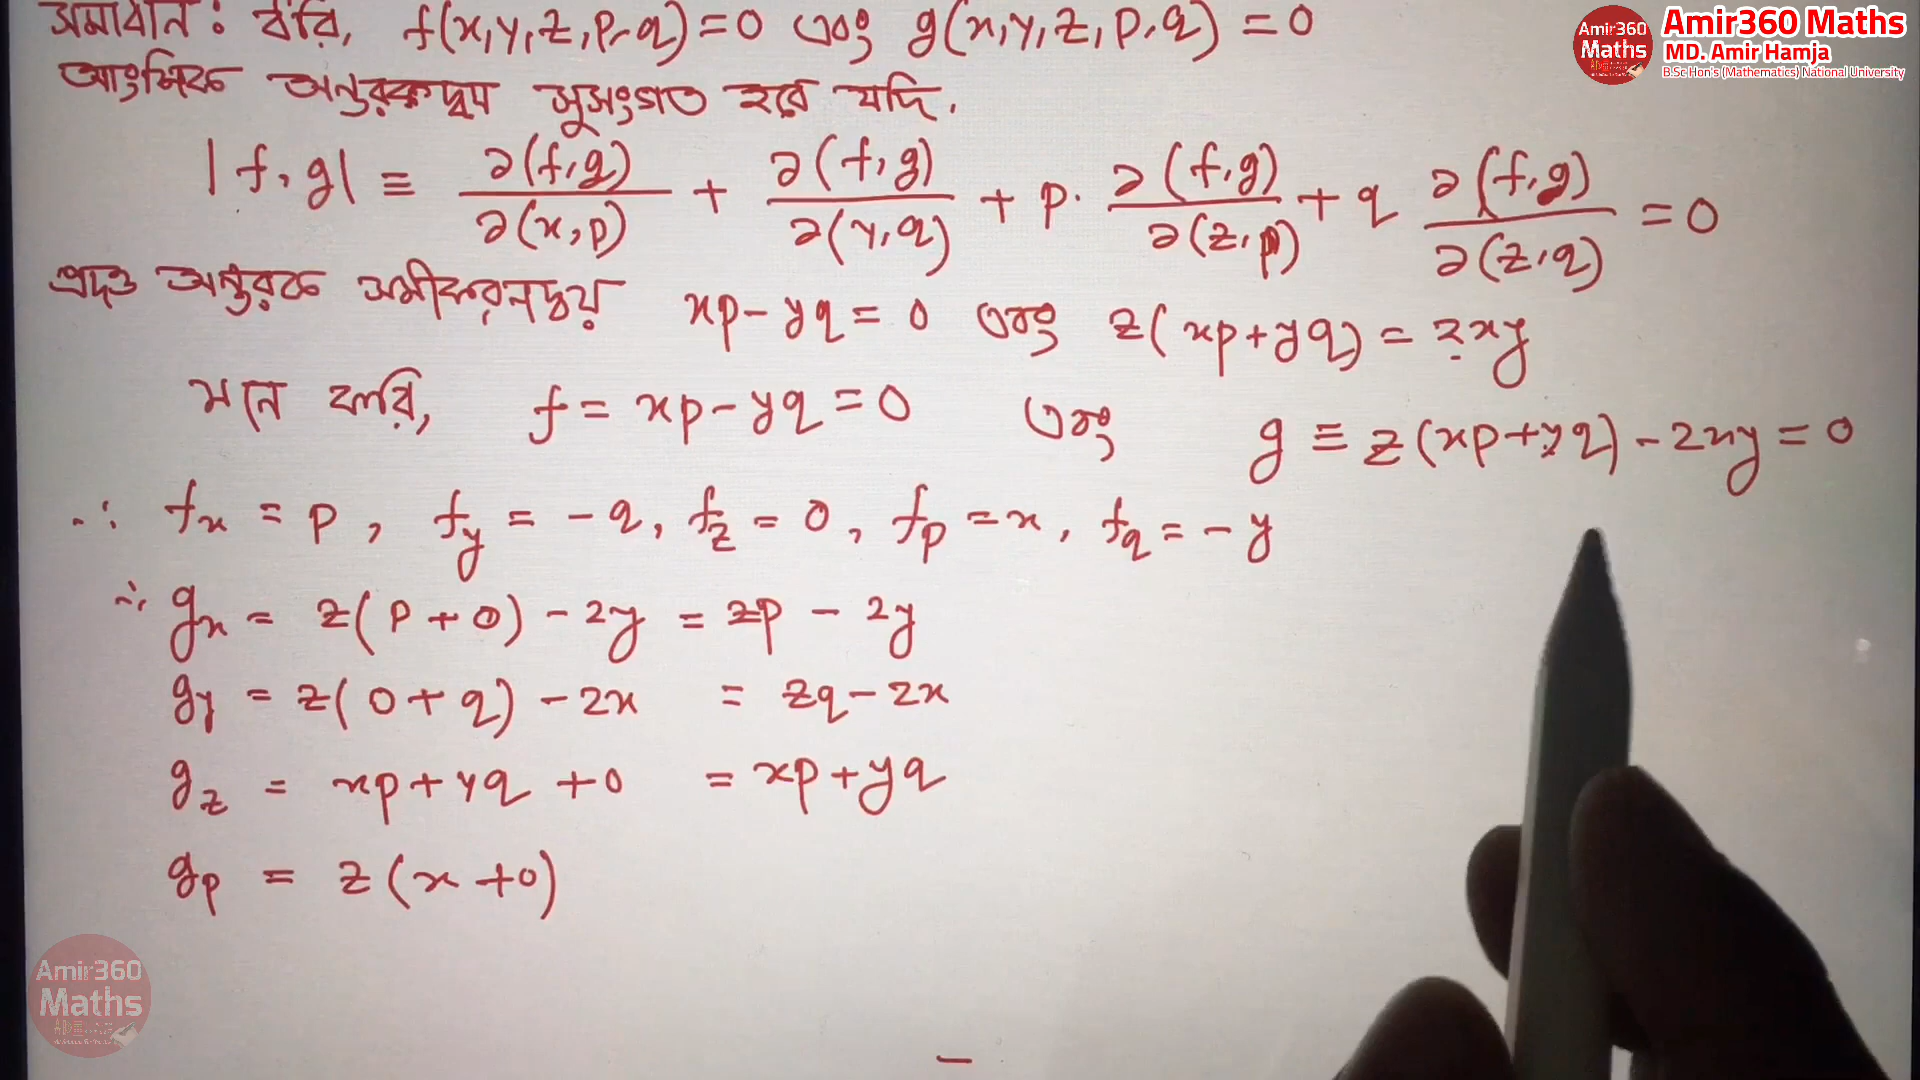 সমাধান: ধরি, f(x,y,z,p,q)=0 এবং g(x,y,z,p,q) = 0
আংশিক অন্তরকদ্বয় সুসংগত হবে যদি,
|f,g| ≡ ∂(f,g)/∂(x,p) + ∂(f,g)/∂(y,q) + p. ∂(f,g)/∂(z,p) + q ∂(f,g)/∂(z,q) = 0
প্রদত্ত অন্তরক সমীকরনদ্বয় xp - yq = 0 এবং z(xp+yq) = 2xy
মনে করি, f = xp - yq = 0 এবং g ≡ z(xp+yq) - 2xy = 0
∴ fx = p, fy = -q, fz = 0, fp = x, fq = -y
∴ gx = z(p+0) - 2y = zp - 2y
gy = z(0+q) - 2x = zq - 2x
gz = xp + yq + 0 = xp + yq
gp = z(x+0)
Amir360 Maths
MD. Amir Hamja
B.Sc Hon's (Mathematics) National University
Amir360
Maths
Amir360
Maths